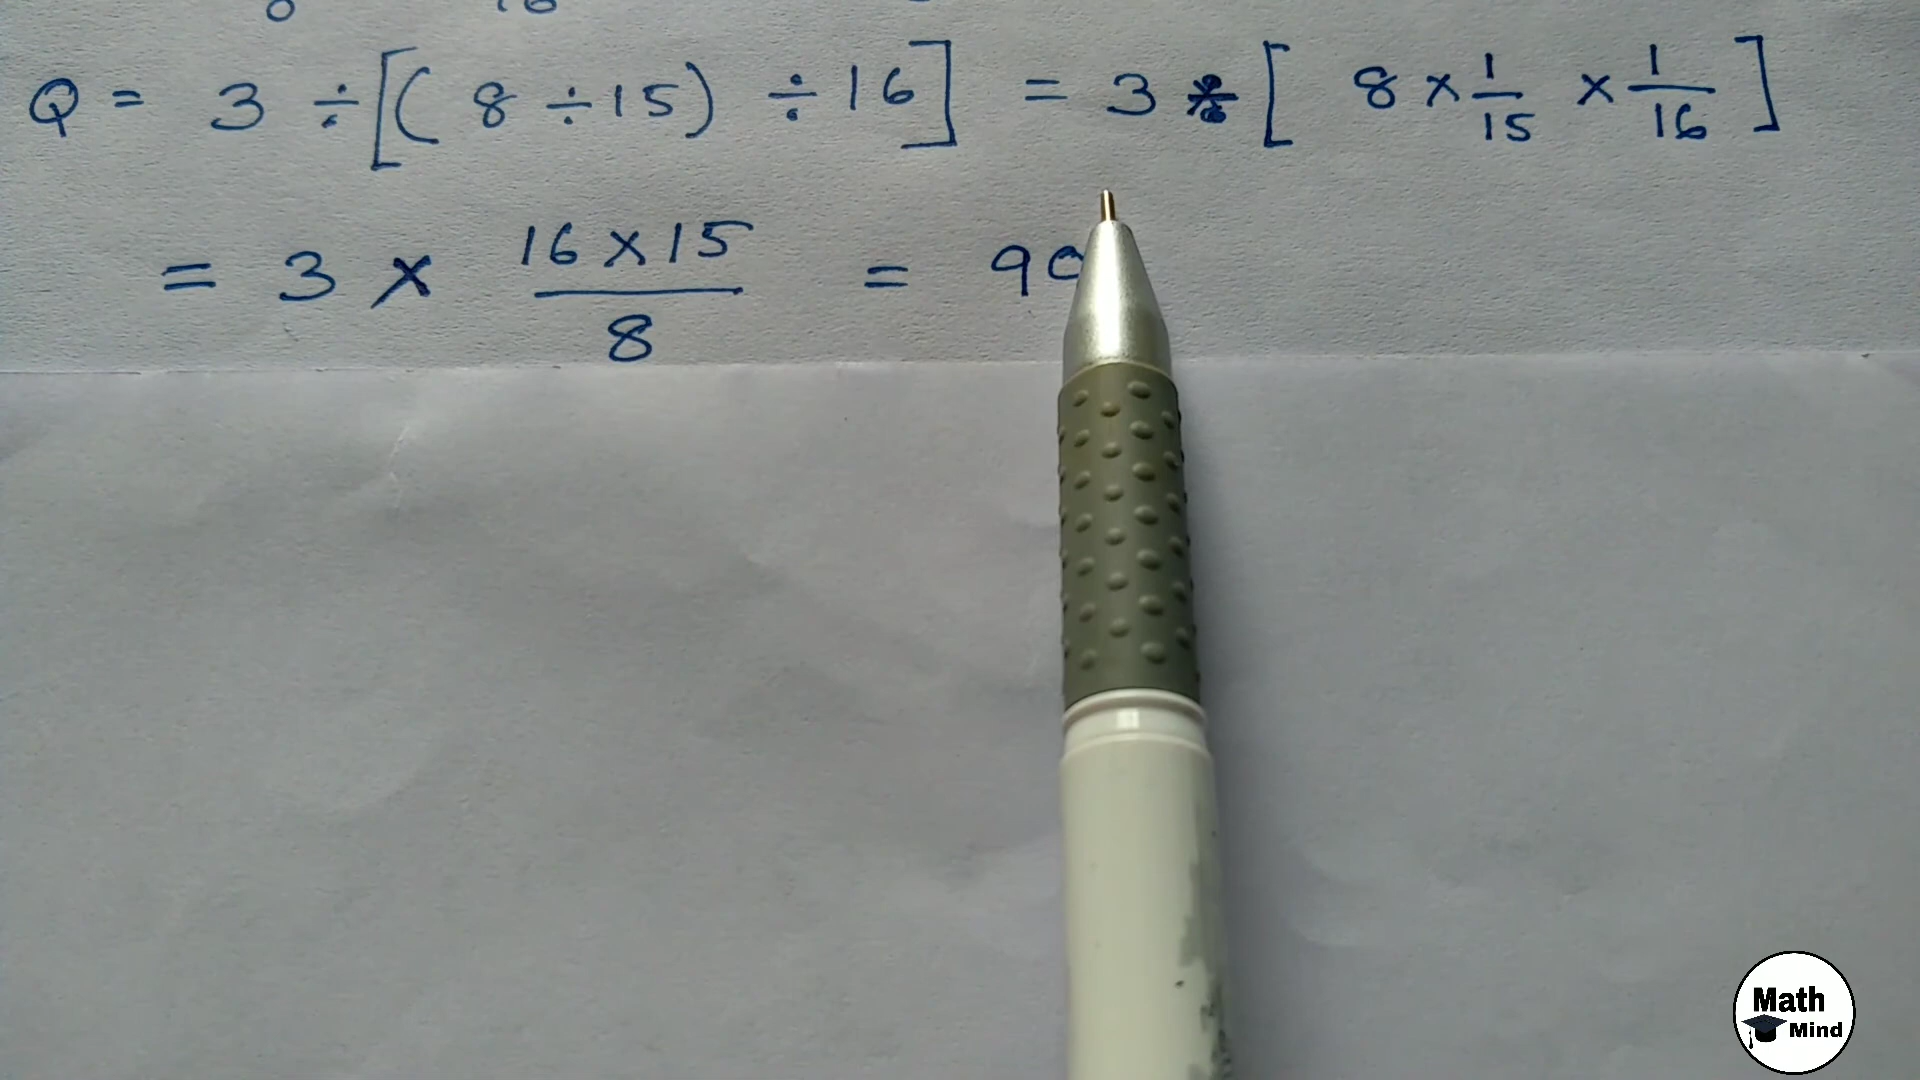 Q = 3 ÷ [( 8 ÷ 15) ÷ 16] = 3 ÷ [ 8 × 1/15 × 1/16 ]
= 3 × 16 × 15 / 8 = 90
Math
Mind